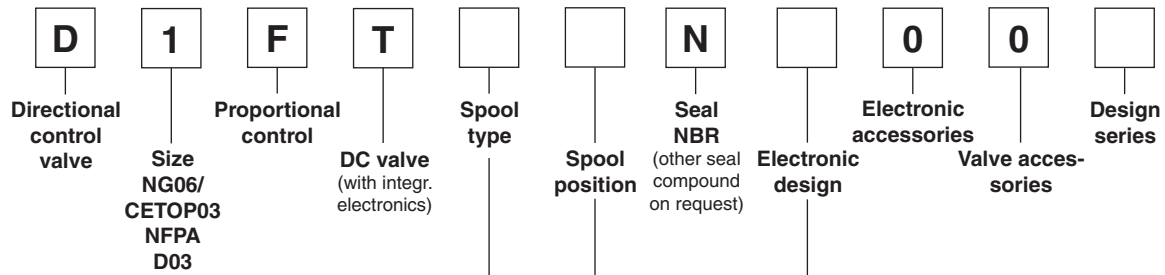 D 1 F T N 0 0
Directional
control
valve
Size
NG06/
CETOP03
NFPA
D03
Proportional
control
DC valve
(with integr.
electronics)
Spool
type
Spool
position
Seal
NBR
(other seal
compound
on request)
Electronic
design
Electronic
accessories
Valve acces-
sories
Design
series